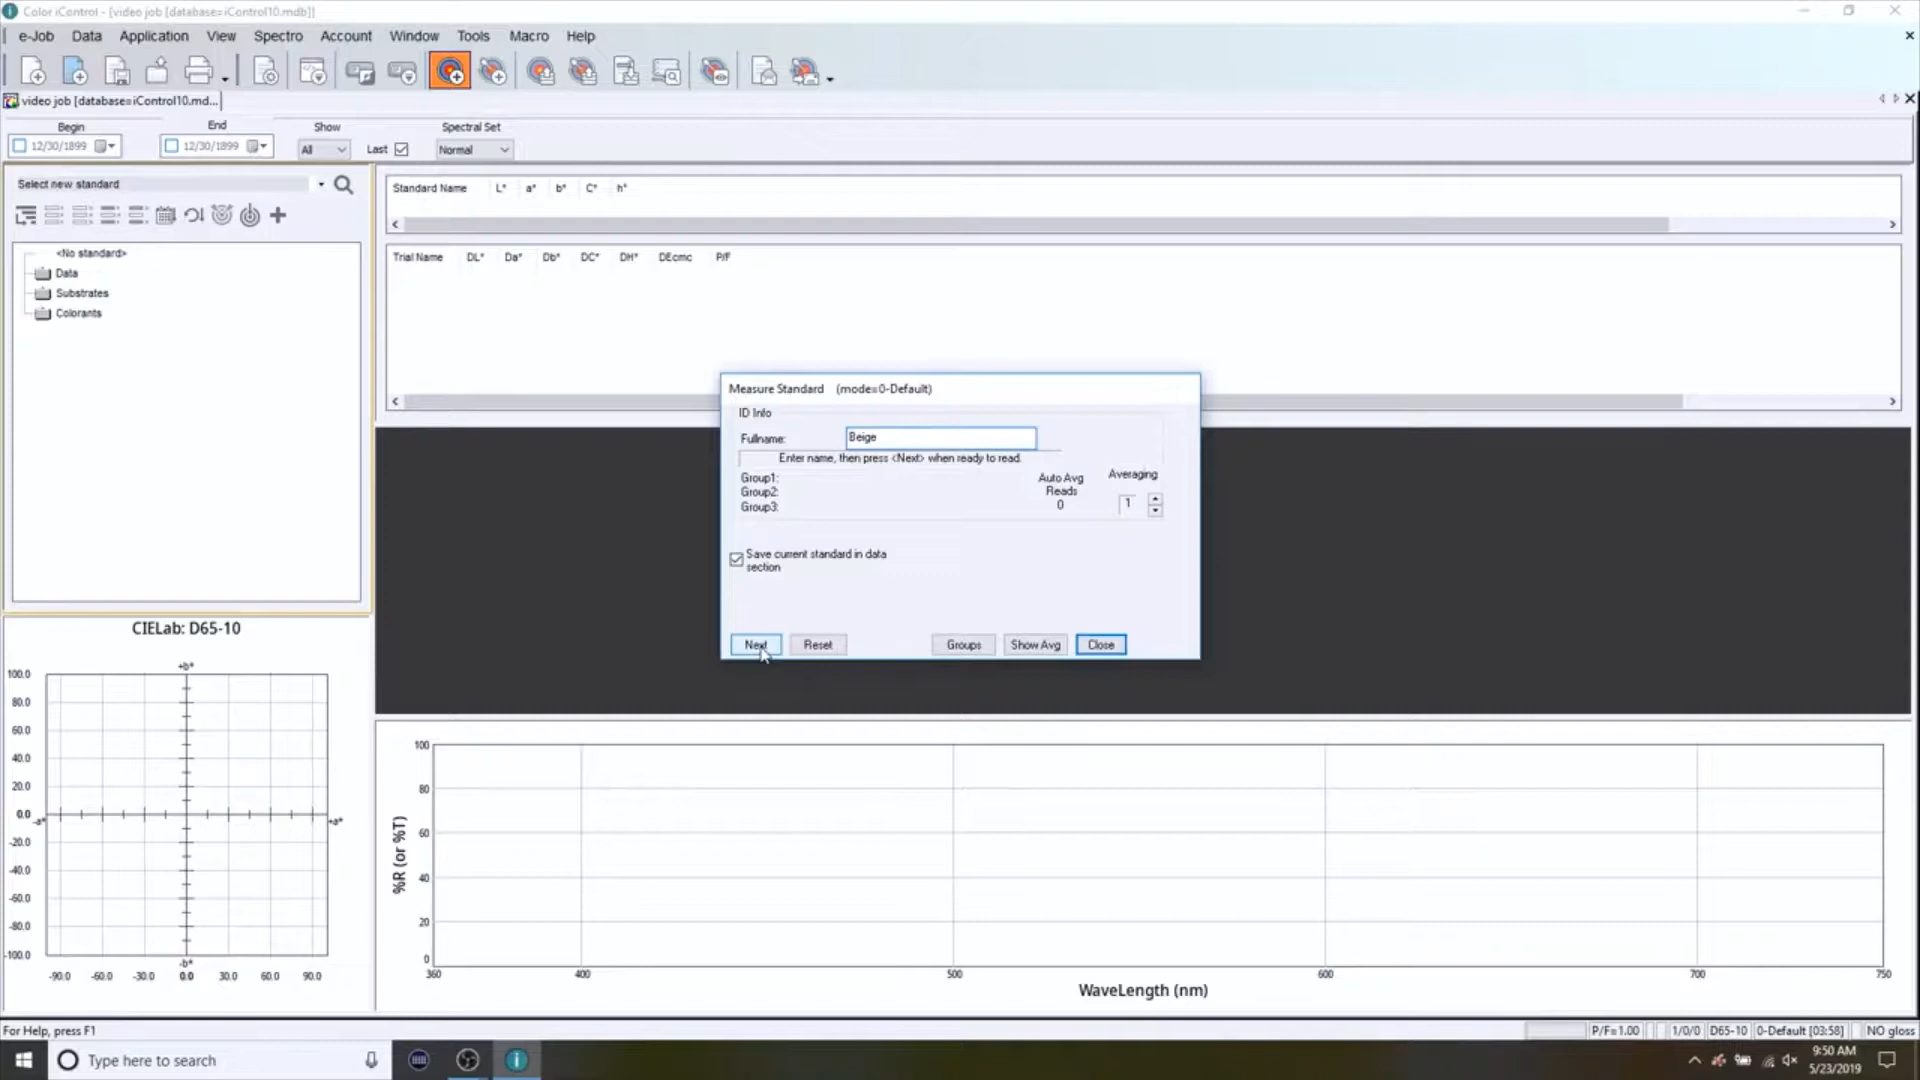 Color iControl - [video job [database=iControl10.mdb]]
e-Job Data Application View Spectro Account Window Tools Macro Help
video job [database=iControl10.md...
Begin End Show Spectral Set
12/30/1899 12/30/1899 All Last Normal
Select new standard
<No standard>
Data
Substrates
Colorants
Standard Name L* a* b* C* h°
Trial Name DL* Da* Db* DC* DH* DEcmc P/F
Measure Standard (mode=0-Default)
ID Info
Fullname: Beige
Enter name, then press <Next> when ready to read.
Group1:
Group2:
Group3:
Auto Avg
Reads
0
Averaging
1
Save current standard in data
section
Next Reset Groups Show Avg Close
CIELab: D65-10
+b*
100.0
80.0
60.0
40.0
20.0
0.0
-a* +a*
-20.0
-40.0
-60.0
-80.0
-100.0
-b*
-90.0 -60.0 -30.0 0.0 30.0 60.0 90.0
%R (or %T)
100
80
60
40
20
0
360 400 500 600 700 750
WaveLength (nm)
For Help, press F1
P/F=1.00 1/0/0 D65-10 0-Default [03:58] NO gloss
Type here to search
9:50 AM
5/23/2019